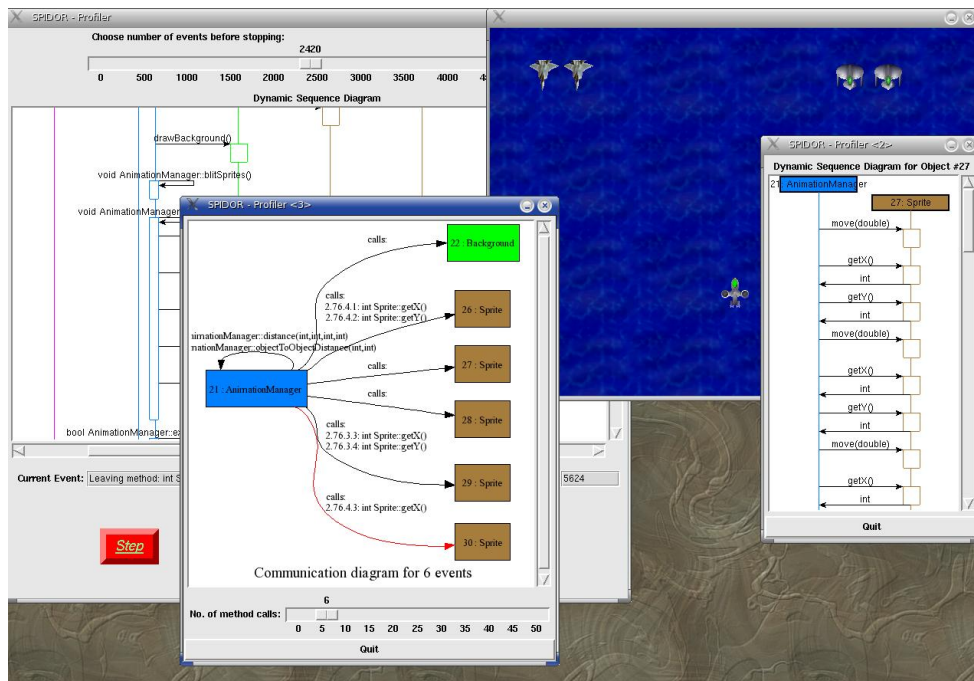 SPIDOR - Profiler
Choose number of events before stopping:
2420
0 500 1000 1500 2000 2500 3000 3500 4000
Dynamic Sequence Diagram
drawBackground()
void AnimationManager::blitSprites()
void AnimationManager
bool AnimationManager::e
Current Event: Leaving method: int S
5624
Step
SPIDOR - Profiler <3>
calls:
22 : Background
calls:
2.76.4.1: int Sprite::getX()
2.76.4.2: int Sprite::getY()
26 : Sprite
nimationManager::distance(int,int,int,int)
mationManager::objectToObjectDistance(int,int)
calls:
27 : Sprite
21 : AnimationManager
calls:
28 : Sprite
calls:
2.76.3.3: int Sprite::getX()
2.76.3.4: int Sprite::getY()
29 : Sprite
calls:
2.76.4.3: int Sprite::getX()
30 : Sprite
Communication diagram for 6 events
6
No. of method calls:
0 5 10 15 20 25 30 35 40 45 50
Quit
SPIDOR - Profiler <2>
Dynamic Sequence Diagram for Object #27
21 AnimationManager
27: Sprite
move(double)
getX()
int
getY()
int
move(double)
getX()
int
getY()
int
move(double)
getX()
int
Quit